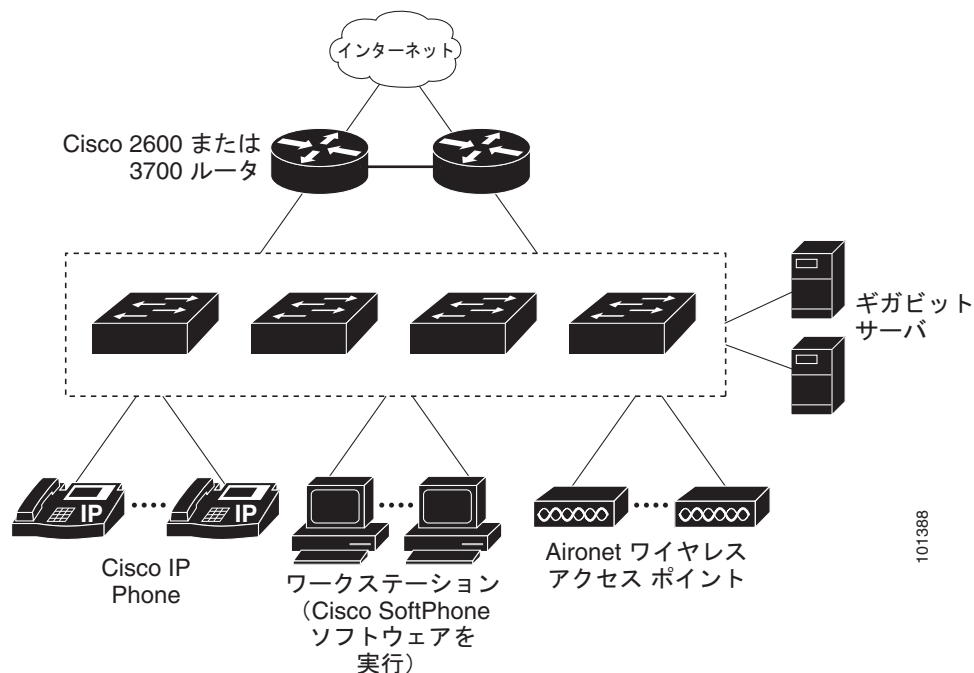 インターネット
Cisco 2600 または
3700 ルータ
ギガビット
サーバ
IP
IP
Cisco IP
Phone
ワークステーション
（Cisco SoftPhone
ソフトウェアを
実行）
Aironet ワイヤレス
アクセス ポイント
101388